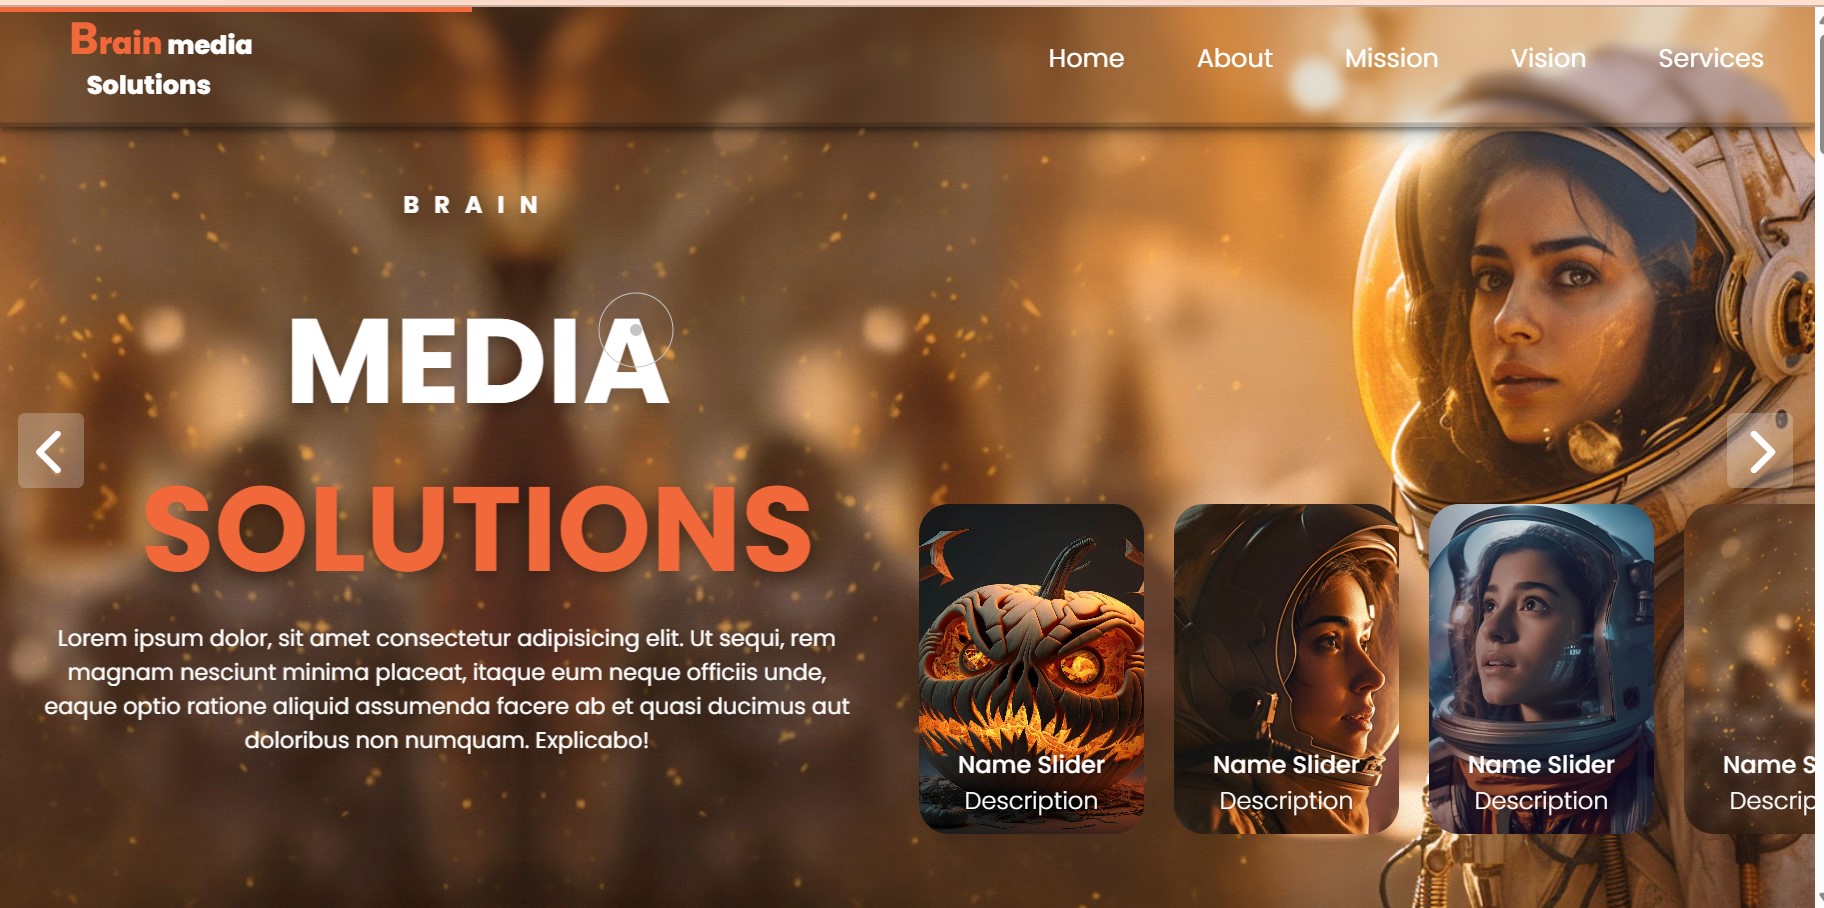 Brain media
Solutions
Home About Mission Vision Services
BRAIN
MEDIA
SOLUTIONS
Lorem ipsum dolor, sit amet consectetur adipisicing elit. Ut sequi, rem
magnam nesciunt minima placeat, itaque eum neque officiis unde,
eaque optio ratione aliquid assumenda facere ab et quasi ducimus aut
doloribus non numquam. Explicabo!
Name Slider
Description
Name Slider
Description
Name Slider
Description
Name S
Descrip